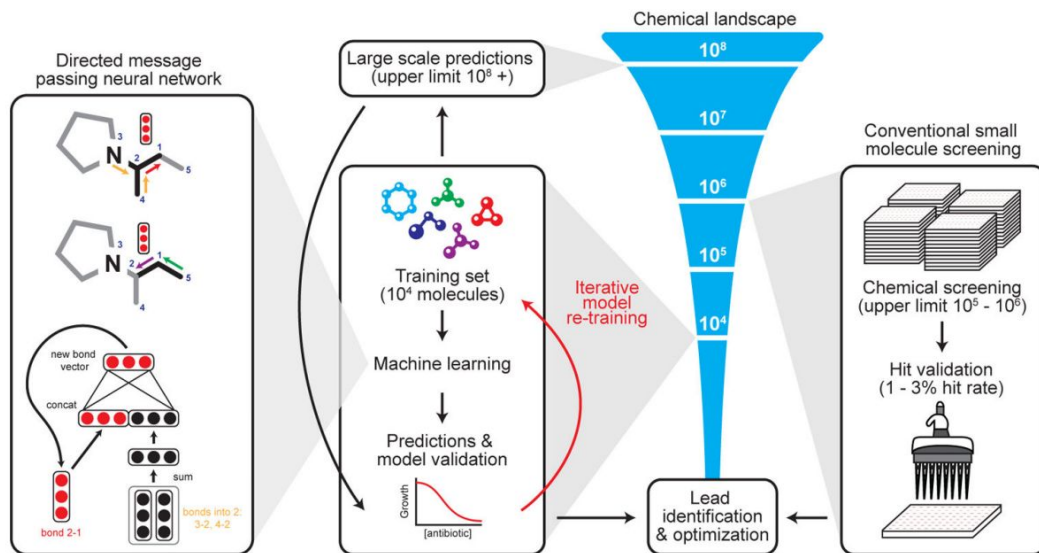 Directed message
passing neural network
3
N
2
1
5
4
3
N
2
1
5
4
new bond
vector
concat
sum
bond 2-1
bonds into 2:
3-2, 4-2
Large scale predictions
(upper limit 10⁸ +)
Training set
(10⁴ molecules)
Machine learning
Predictions &
model validation
Growth
[antibiotic]
Iterative
model
re-training
Chemical landscape
10⁸
10⁷
10⁶
10⁵
10⁴
Lead
identification
& optimization
Conventional small
molecule screening
Chemical screening
(upper limit 10⁵ - 10⁶)
Hit validation
(1 - 3% hit rate)